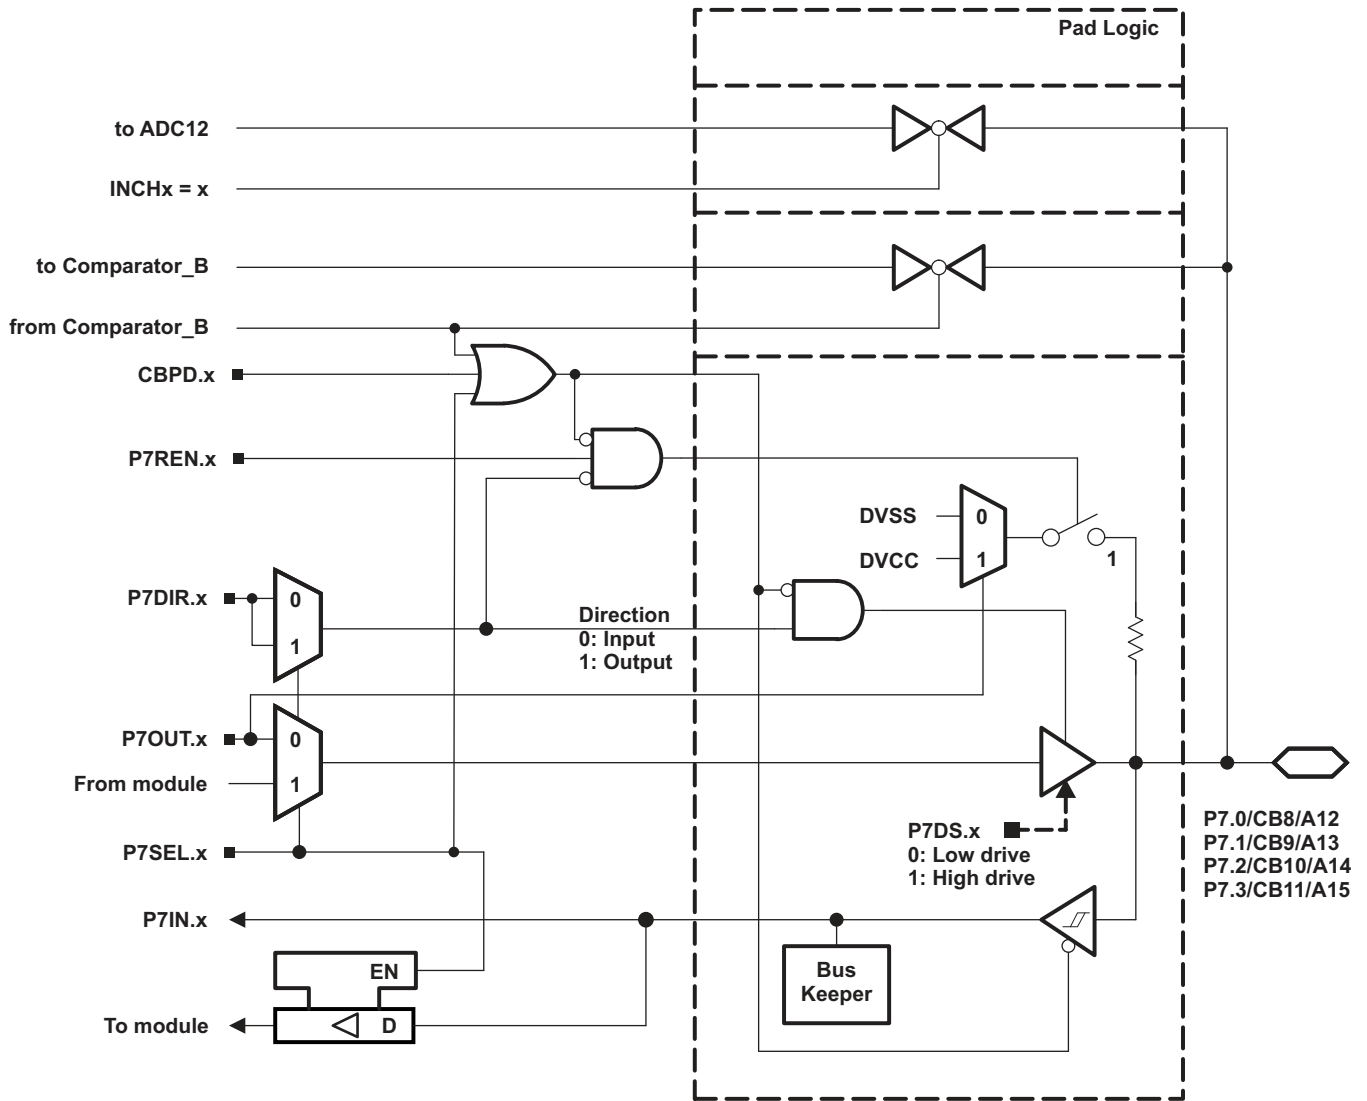 Pad Logic
to ADC12
INCHx = x
to Comparator_B
from Comparator_B
CBPD.x
P7REN.x
DVSS
0
DVCC
1
1
P7DIR.x
0
1
Direction
0: Input
1: Output
P7OUT.x
0
From module
1
P7DS.x
0: Low drive
1: High drive
P7.0/CB8/A12
P7.1/CB9/A13
P7.2/CB10/A14
P7.3/CB11/A15
P7SEL.x
P7IN.x
EN
Bus
Keeper
To module
D